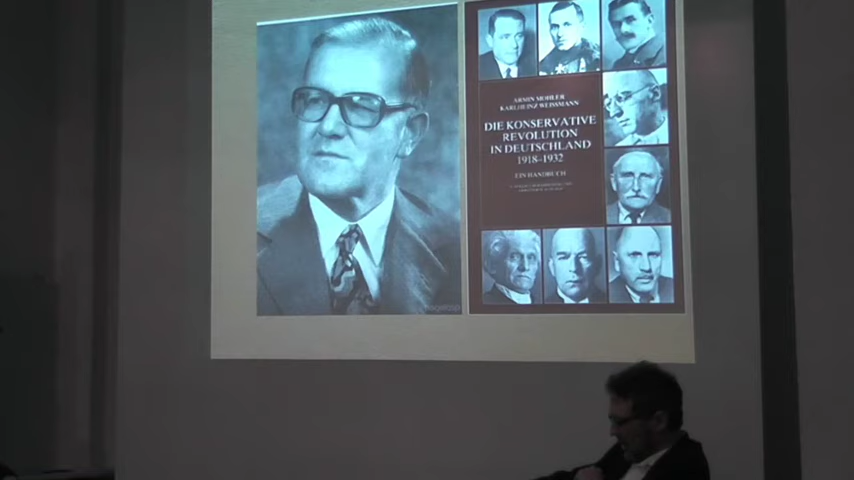 ARMIN MOHLER
KARLHEINZ WEISSMANN
DIE KONSERVATIVE
REVOLUTION
IN DEUTSCHLAND
1918–1932
EIN HANDBUCH